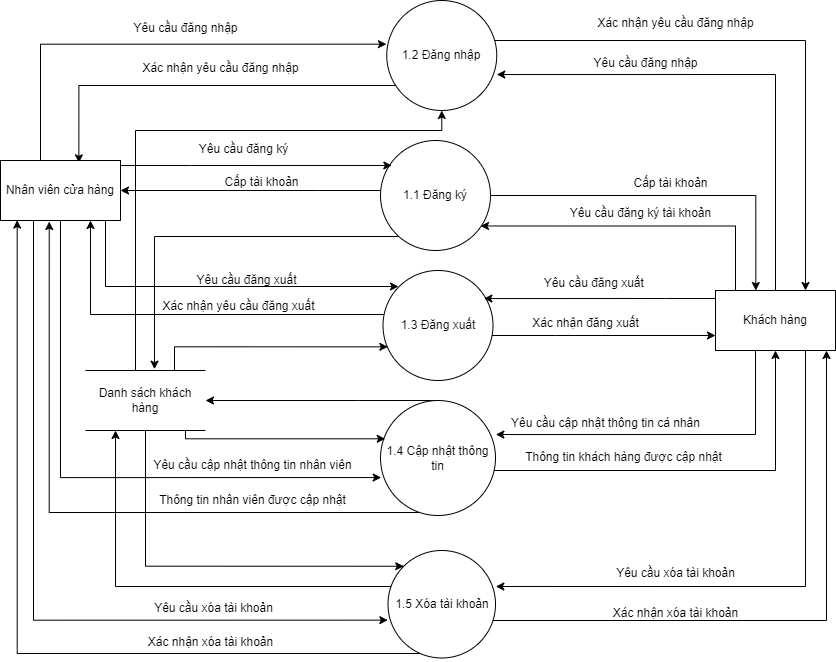 Yêu cầu đăng nhập
Xác nhận yêu cầu đăng nhập
1.2 Đăng nhập
Xác nhận yêu cầu đăng nhập
Yêu cầu đăng nhập
Yêu cầu đăng ký
Nhân viên cửa hàng
Cấp tài khoản
1.1 Đăng ký
Cấp tài khoản
Yêu cầu đăng ký tài khoản
Yêu cầu đăng xuất
Xác nhận yêu cầu đăng xuất
1.3 Đăng xuất
Yêu cầu đăng xuất
Xác nhận đăng xuất
Khách hàng
Danh sách khách
hàng
1.4 Cập nhật thông
tin
Yêu cầu cập nhật thông tin cá nhân
Thông tin khách hàng được cập nhật
Yêu cầu cập nhật thông tin nhân viên
Thông tin nhân viên được cập nhật
Yêu cầu xóa tài khoản
Xác nhận xóa tài khoản
1.5 Xóa tài khoản
Yêu cầu xóa tài khoản
Xác nhận xóa tài khoản